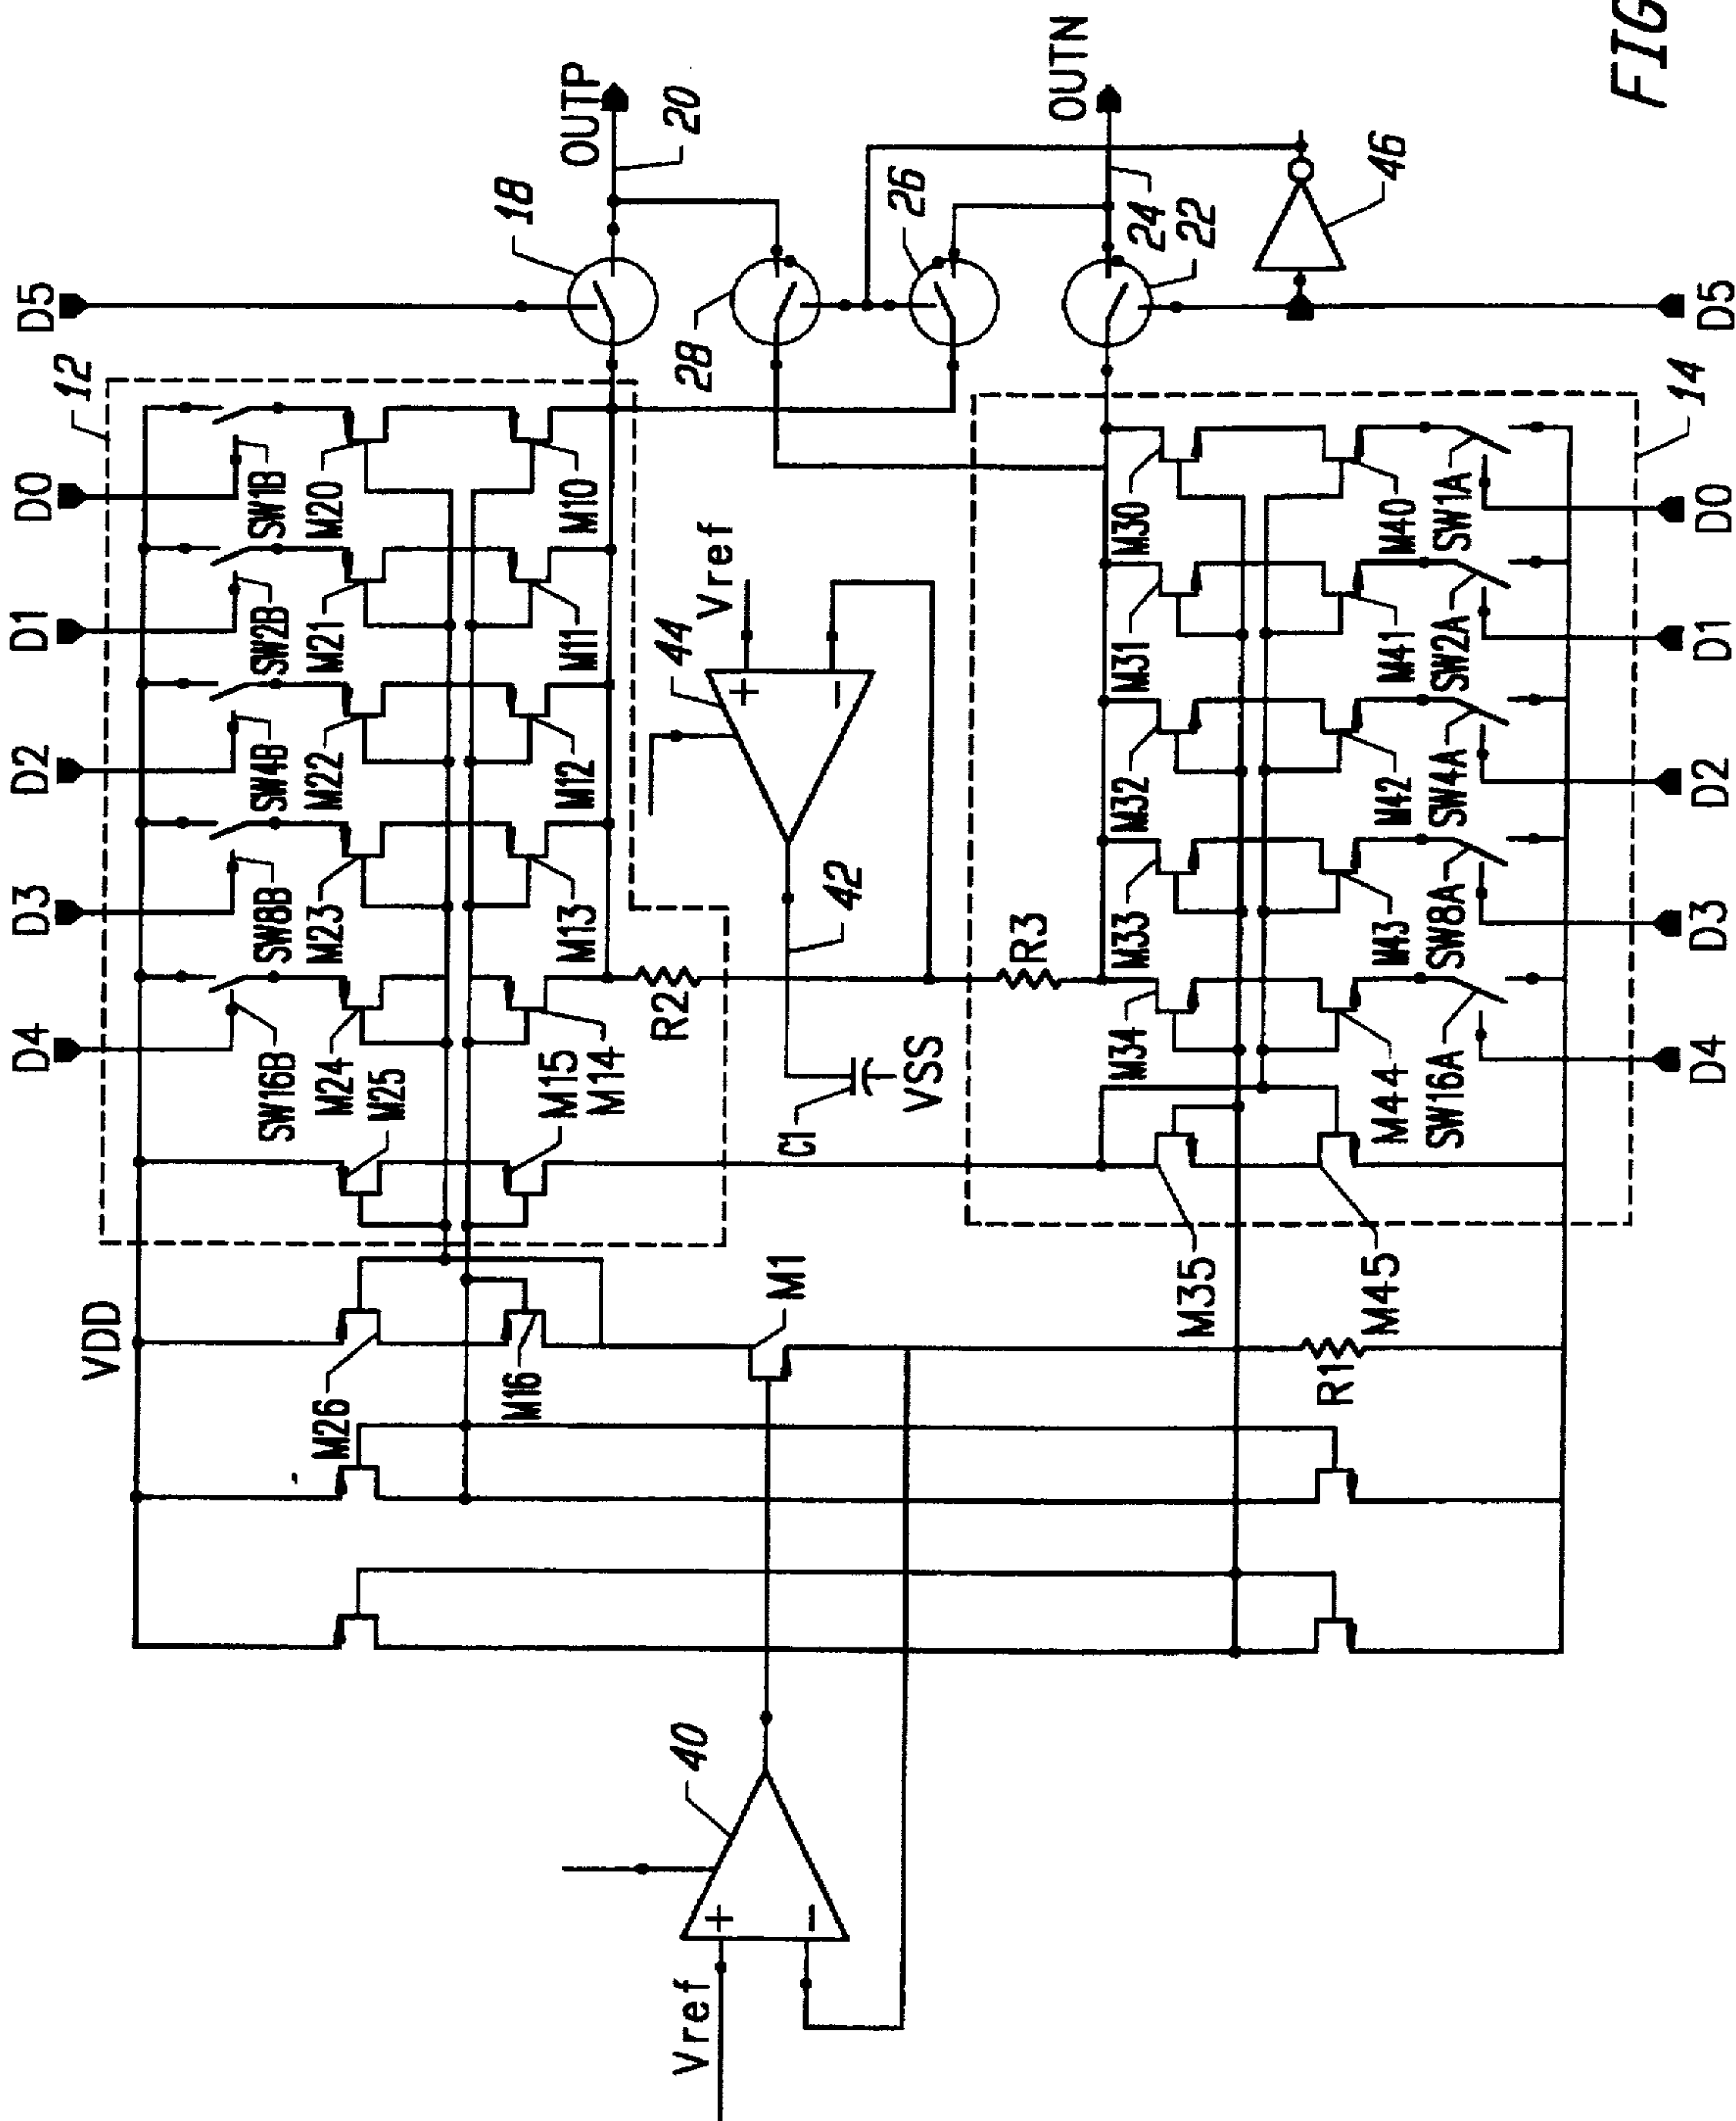 D4
D3
D2
D1
D0
D5
12
SW16B
SW8B
SW4B
SW2B
SW1B
18
OUTP
20
VDD
M26
M25
M24
M23
M22
M21
M20
M16
M15
M14
M13
M12
M11
M10
R2
44
Vref
+
−
28
26
OUTN
40
Vref
+
−
M1
C1
VSS
42
R3
24
22
46
M34
M33
M32
M31
M30
M35
M45
R1
M44
M43
M42
M41
M40
SW16A
SW8A
SW4A
SW2A
SW1A
14
D4
D3
D2
D1
D0
D5
FIG